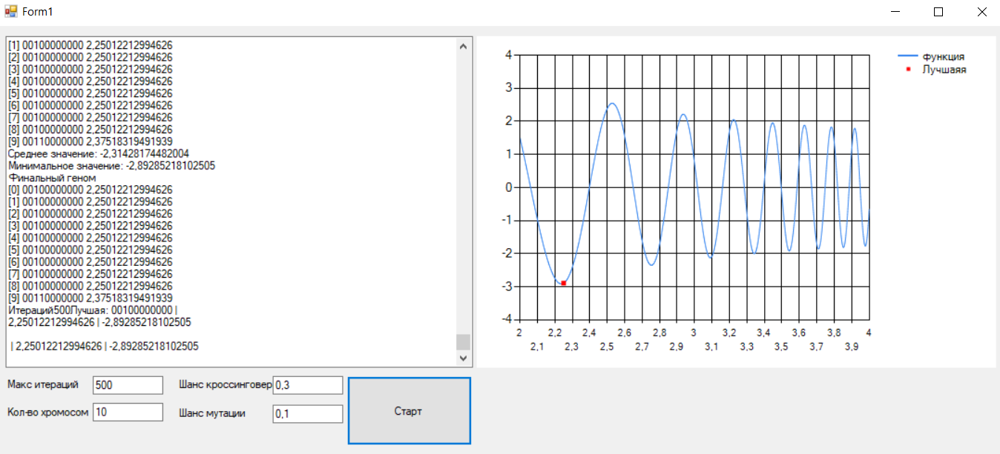 Form1
[1] 00100000000 2,25012212994626
[2] 00100000000 2,25012212994626
[3] 00100000000 2,25012212994626
[4] 00100000000 2,25012212994626
[5] 00100000000 2,25012212994626
[6] 00100000000 2,25012212994626
[7] 00100000000 2,25012212994626
[8] 00100000000 2,25012212994626
[9] 00110000000 2,37518319491939
Среднее значение: -2,31428174482004
Минимальное значение: -2,89285218102505
Финальный геном
[0] 00100000000 2,25012212994626
[1] 00100000000 2,25012212994626
[2] 00100000000 2,25012212994626
[3] 00100000000 2,25012212994626
[4] 00100000000 2,25012212994626
[5] 00100000000 2,25012212994626
[6] 00100000000 2,25012212994626
[7] 00100000000 2,25012212994626
[8] 00100000000 2,25012212994626
[9] 00110000000 2,37518319491939
Итераций500Лучшая: 00100000000 |
2,25012212994626 | -2,89285218102505
| 2,25012212994626 | -2,89285218102505
4
3
2
1
0
-1
-2
-3
-4
2 2,2 2,4 2,6 2,8 3 3,2 3,4 3,6 3,8 4
2,1 2,3 2,5 2,7 2,9 3,1 3,3 3,5 3,7 3,9
функция
Лучшаяя
Макс итераций 500 Шанс кроссинговер 0,3
Кол-во хромосом 10 Шанс мутации 0,1
Старт